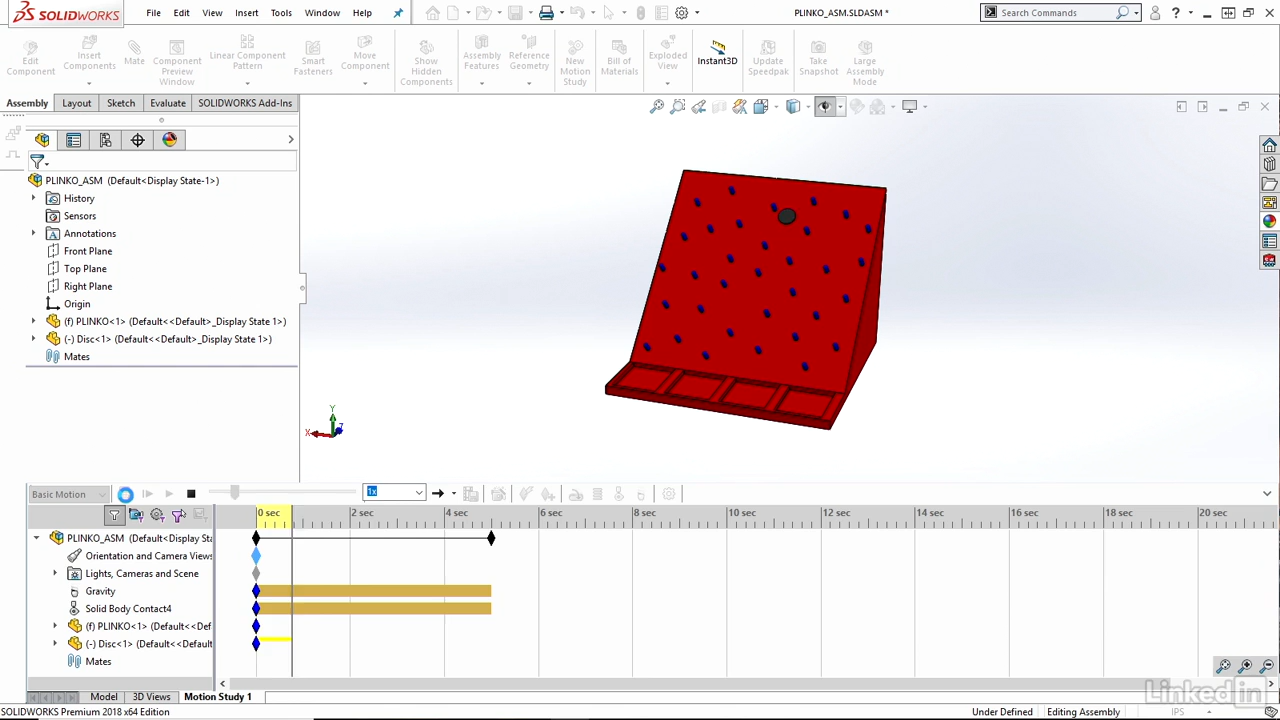 SOLIDWORKS File Edit View Insert Tools Window Help PLINKO_ASM.SLDASM * Search Commands
Edit Component
Insert Components
Mate
Component Preview Window
Linear Component Pattern
Smart Fasteners
Move Component
Show Hidden Components
Assembly Features
Reference Geometry
New Motion Study
Bill of Materials
Exploded View
Instant3D
Update Speedpak
Take Snapshot
Large Assembly Mode
Assembly Layout Sketch Evaluate SOLIDWORKS Add-Ins
PLINKO_ASM (Default<Display State-1>)
History
Sensors
Annotations
Front Plane
Top Plane
Right Plane
Origin
(f) PLINKO<1> (Default<<Default>_Display State 1>)
(-) Disc<1> (Default<<Default>_Display State 1>)
Mates
Y
X Z
Basic Motion 1x
0 sec 2 sec 4 sec 6 sec 8 sec 10 sec 12 sec 14 sec 16 sec 18 sec 20 sec
PLINKO_ASM (Default<Display Sta
Orientation and Camera Views
Lights, Cameras and Scene
Gravity
Solid Body Contact4
(f) PLINKO<1> (Default<<Def
(-) Disc<1> (Default<<Default
Mates
Model 3D Views Motion Study 1
Linked in
SOLIDWORKS Premium 2018 x64 Edition Under Defined Editing Assembly IPS